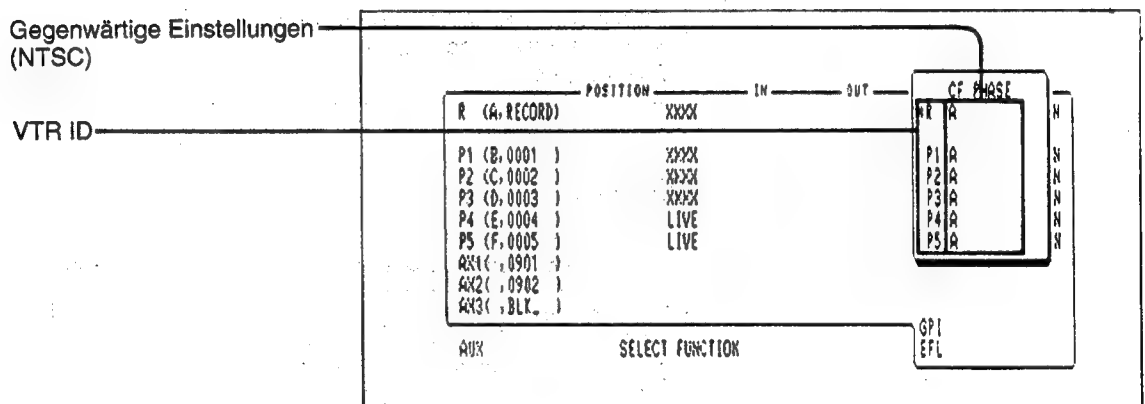 Gegenwärtige Einstellungen
(NTSC)
VTR ID
POSITION IN OUT CF PHASE
R (A,RECORD) XXXX *R A N
P1 (B,0001 ) XXXX P1 A N
P2 (C,0002 ) XXXX P2 A N
P3 (D,0003 ) XXXX P3 A N
P4 (E,0004 ) LIVE P4 A N
P5 (F,0005 ) LIVE P5 A N
AX1( ,0901 )
AX2( ,0902 )
AX3( ,BLK_ )
GPI
AUX SELECT FUNCTION EFL